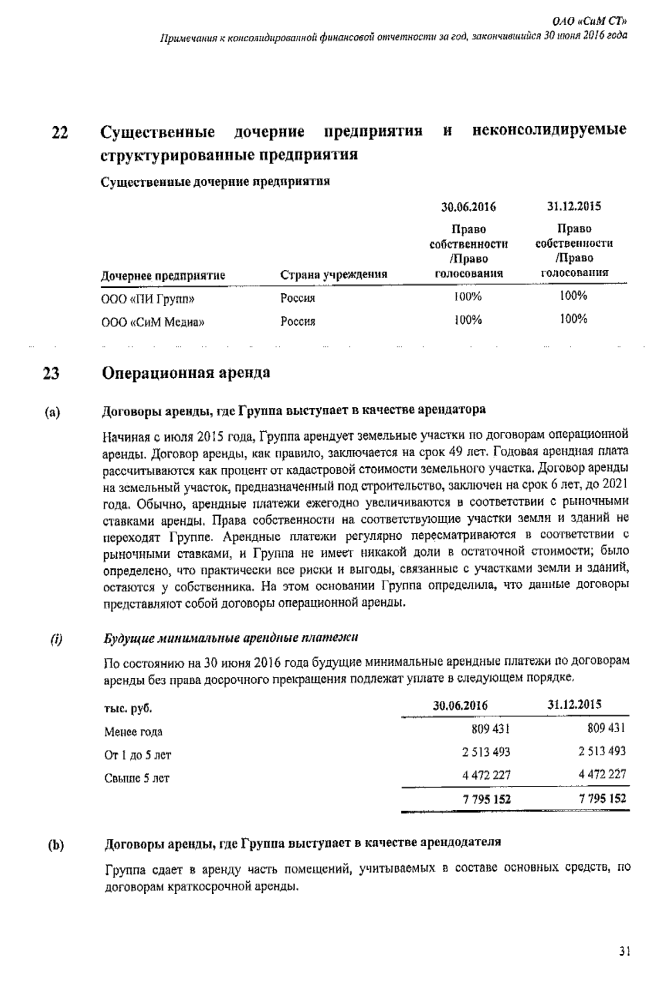 ОАО «СиМ СТ»
Примечания к консолидированной финансовой отчетности за год, закончившийся 30 июня 2016 года
22 Существенные дочерние предприятия и неконсолидируемые
структурированные предприятия
Существенные дочерние предприятия
30.06.2016 31.12.2015
Право Право
собственности собственности
/Право /Право
Дочернее предприятие Страна учреждения голосования голосования
ООО «ПИ Групп» Россия 100% 100%
ООО «СиМ Медиа» Россия 100% 100%
23 Операционная аренда
(a) Договоры аренды, где Группа выступает в качестве арендатора
Начиная с июля 2015 года, Группа арендует земельные участки по договорам операционной
аренды. Договор аренды, как правило, заключается на срок 49 лет. Годовая арендная плата
рассчитываются как процент от кадастровой стоимости земельного участка. Договор аренды
на земельный участок, предназначенный под строительство, заключен на срок 6 лет, до 2021
года. Обычно, арендные платежи ежегодно увеличиваются в соответствии с рыночными
ставками аренды. Права собственности на соответствующие участки земли и зданий не
переходят Группе. Арендные платежи регулярно пересматриваются в соответствии с
рыночными ставками, и Группа не имеет никакой доли в остаточной стоимости; было
определено, что практически все риски и выгоды, связанные с участками земли и зданий,
остаются у собственника. На этом основании Группа определила, что данные договоры
представляют собой договоры операционной аренды.
(i) Будущие минимальные арендные платежи
По состоянию на 30 июня 2016 года будущие минимальные арендные платежи по договорам
аренды без права досрочного прекращения подлежат уплате в следующем порядке.
тыс. руб. 30.06.2016 31.12.2015
Менее года 809 431 809 431
От 1 до 5 лет 2 513 493 2 513 493
Свыше 5 лет 4 472 227 4 472 227
7 795 152 7 795 152
(b) Договоры аренды, где Группа выступает в качестве арендодателя
Группа сдает в аренду часть помещений, учитываемых в составе основных средств, по
договорам краткосрочной аренды.
31